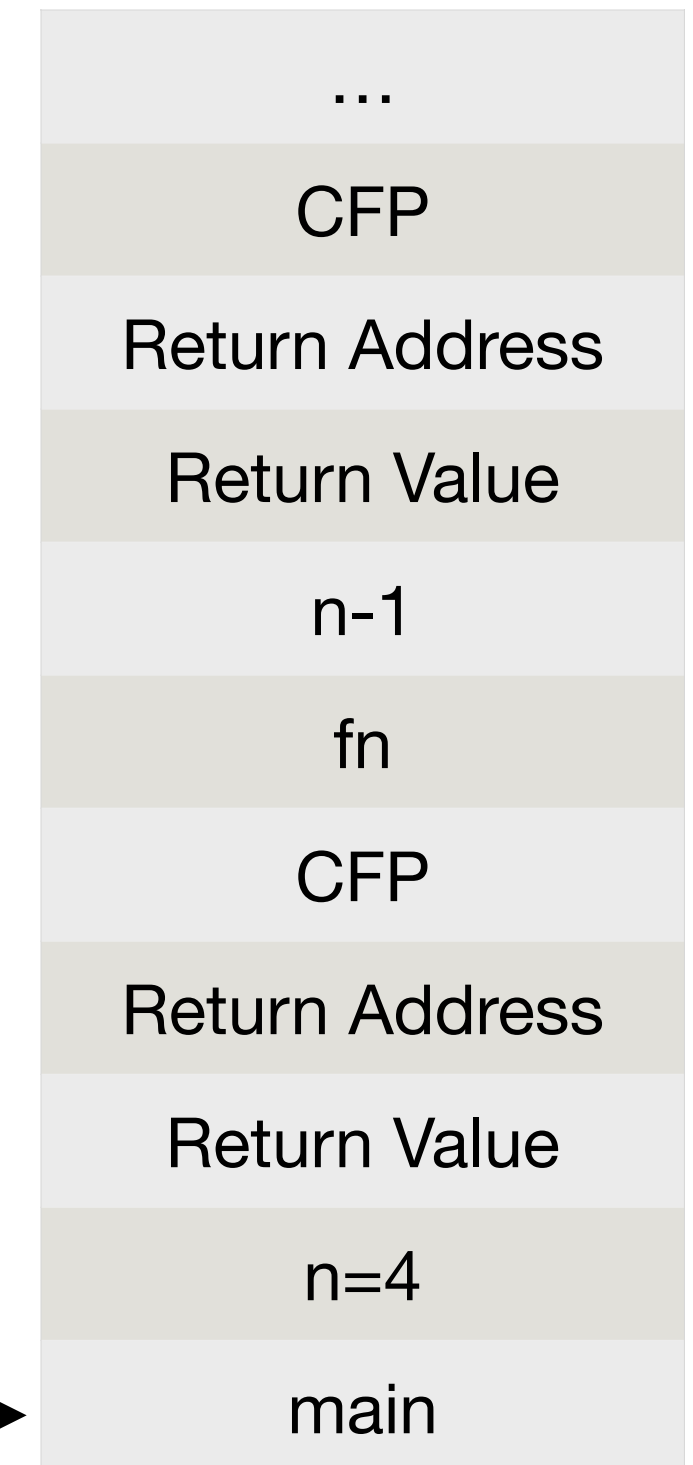 ...
CFP
Return Address
Return Value
n-1
fn
CFP
Return Address
Return Value
n=4
main